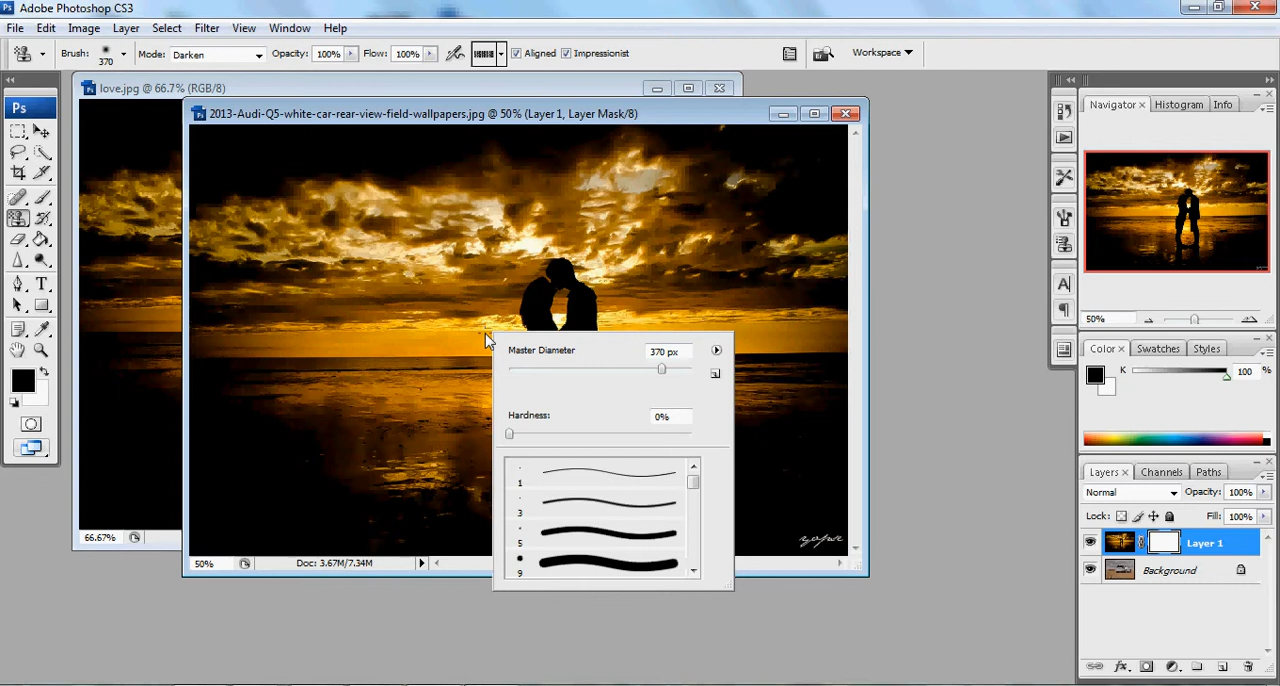 Ps Adobe Photoshop CS3
File Edit Image Layer Select Filter View Analysis Window Help
Brush: 370 Mode: Darken Opacity: 100% Flow: 100% Aligned Impressionist Workspace
love.jpg @ 66.7% (RGB/8)
2013-Audi-Q5-white-car-rear-view-field-wallpapers.jpg @ 50% (Layer 1, Layer Mask/8)
Ps
Navigator Histogram Info
50%
Color Swatches Styles
K 100 %
Master Diameter 370 px
Hardness: 0%
1
3
5
9
Layers Channels Paths
Normal Opacity: 100%
Lock: Fill: 100%
Layer 1
Background
66.67%
50% Doc: 3.67M/7.34M